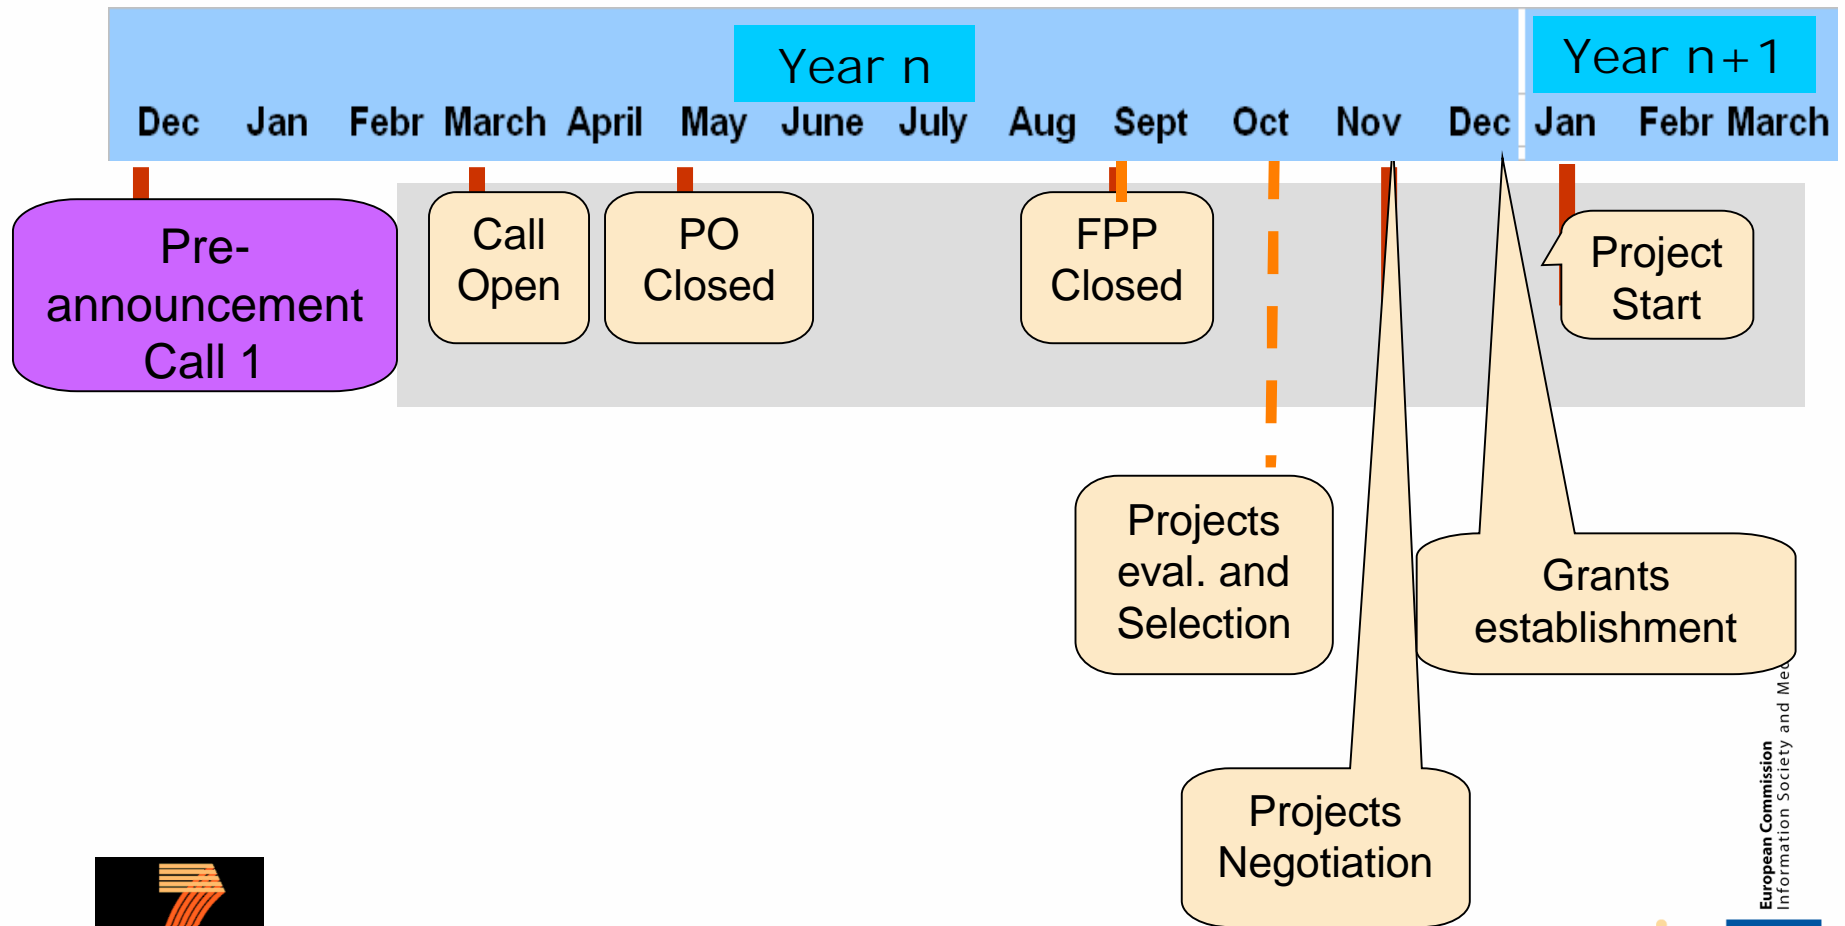 Year n
Year n+1
Dec Jan Febr March April May June July Aug Sept Oct Nov Dec Jan Febr March
Pre-
announcement
Call 1
Call
Open
PO
Closed
FPP
Closed
Project
Start
Projects
eval. and
Selection
Grants
establishment
Projects
Negotiation
European Commission
Information Society and
7